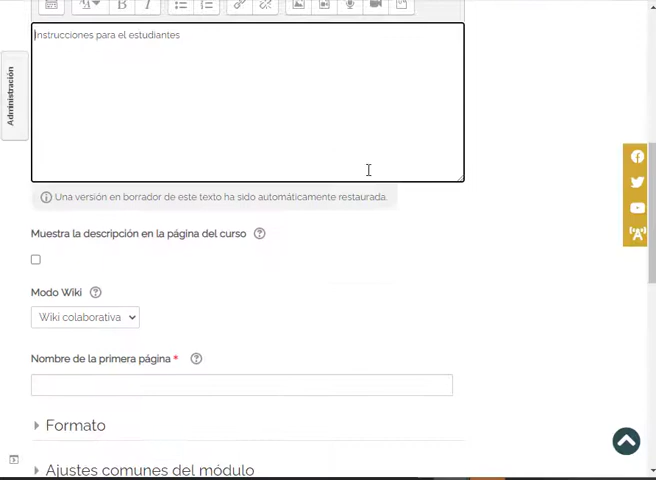 Instrucciones para el estudiantes
Administración
Una versión en borrador de este texto ha sido automáticamente restaurada.
Muestra la descripción en la página del curso
Modo Wiki
Wiki colaborativa
Nombre de la primera página *
Formato
Ajustes comunes del módulo